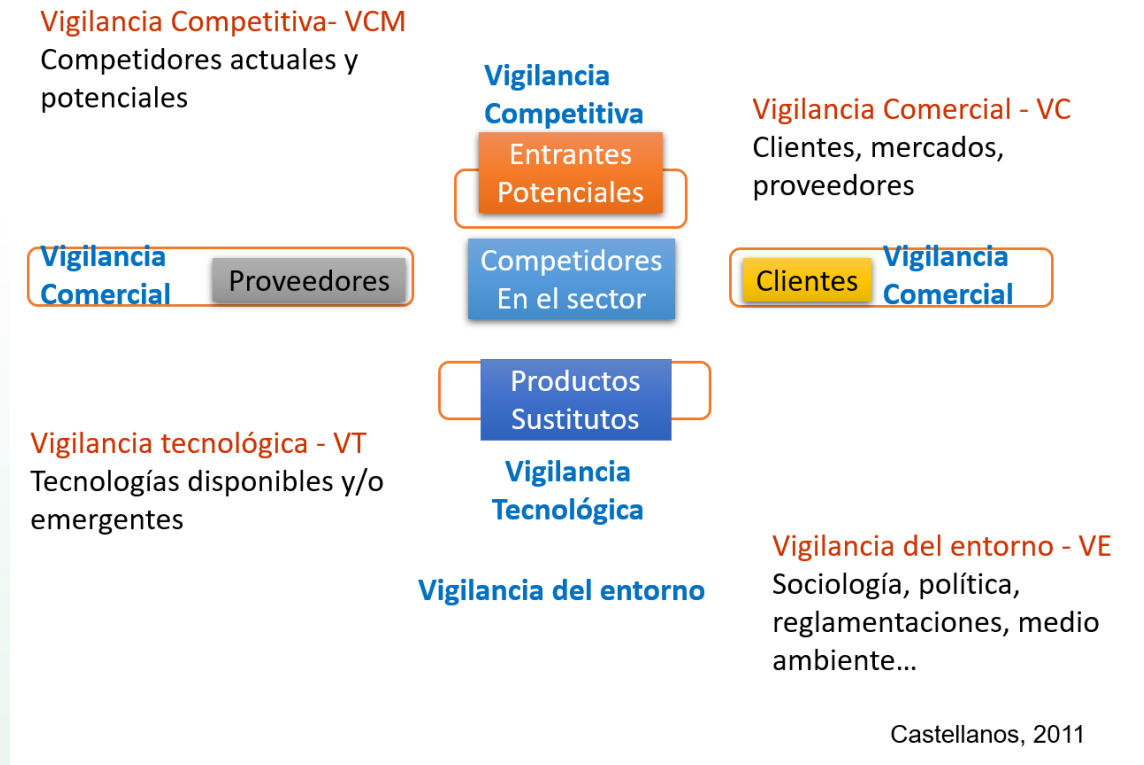 Vigilancia Competitiva- VCM
Competidores actuales y
potenciales
Vigilancia
Competitiva
Entrantes
Potenciales
Vigilancia Comercial - VC
Clientes, mercados,
proveedores
Vigilancia
Comercial
Proveedores
Competidores
En el sector
Clientes
Vigilancia
Comercial
Productos
Sustitutos
Vigilancia tecnológica - VT
Tecnologías disponibles y/o
emergentes
Vigilancia
Tecnológica
Vigilancia del entorno
Vigilancia del entorno - VE
Sociología, política,
reglamentaciones, medio
ambiente...
Castellanos, 2011